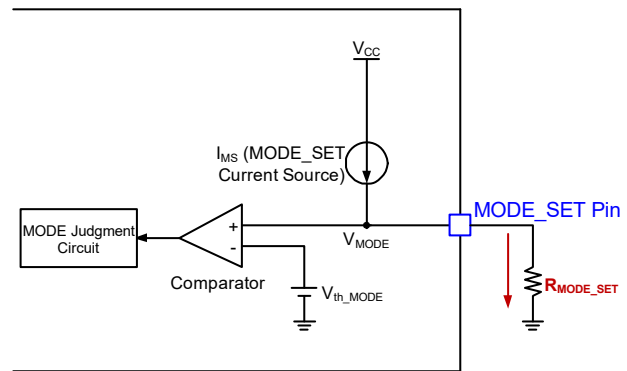 VCC
IMS (MODE_SET
Current Source)
MODE_SET Pin
MODE Judgment
Circuit
+
-
VMODE
Comparator
Vth_MODE
RMODE_SET